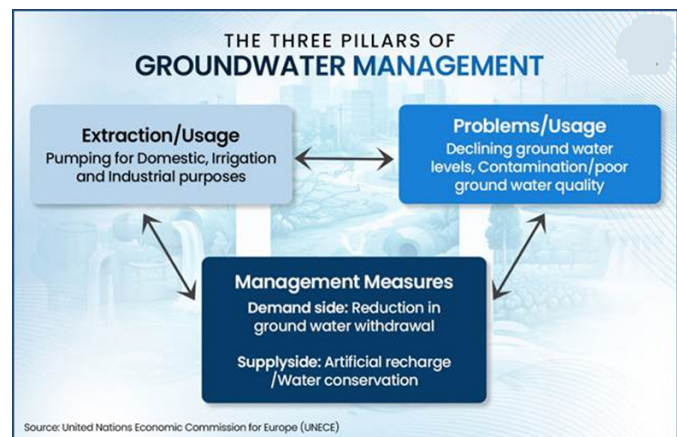 THE THREE PILLARS OF
GROUNDWATER MANAGEMENT
Extraction/Usage
Pumping for Domestic, Irrigation
and Industrial purposes
Problems/Usage
Declining ground water
levels, Contamination/poor
ground water quality
Management Measures
Demand side: Reduction in
ground water withdrawal
Supplyside: Artificial recharge
/Water conservation
Source: United Nations Economic Commission for Europe (UNECE)